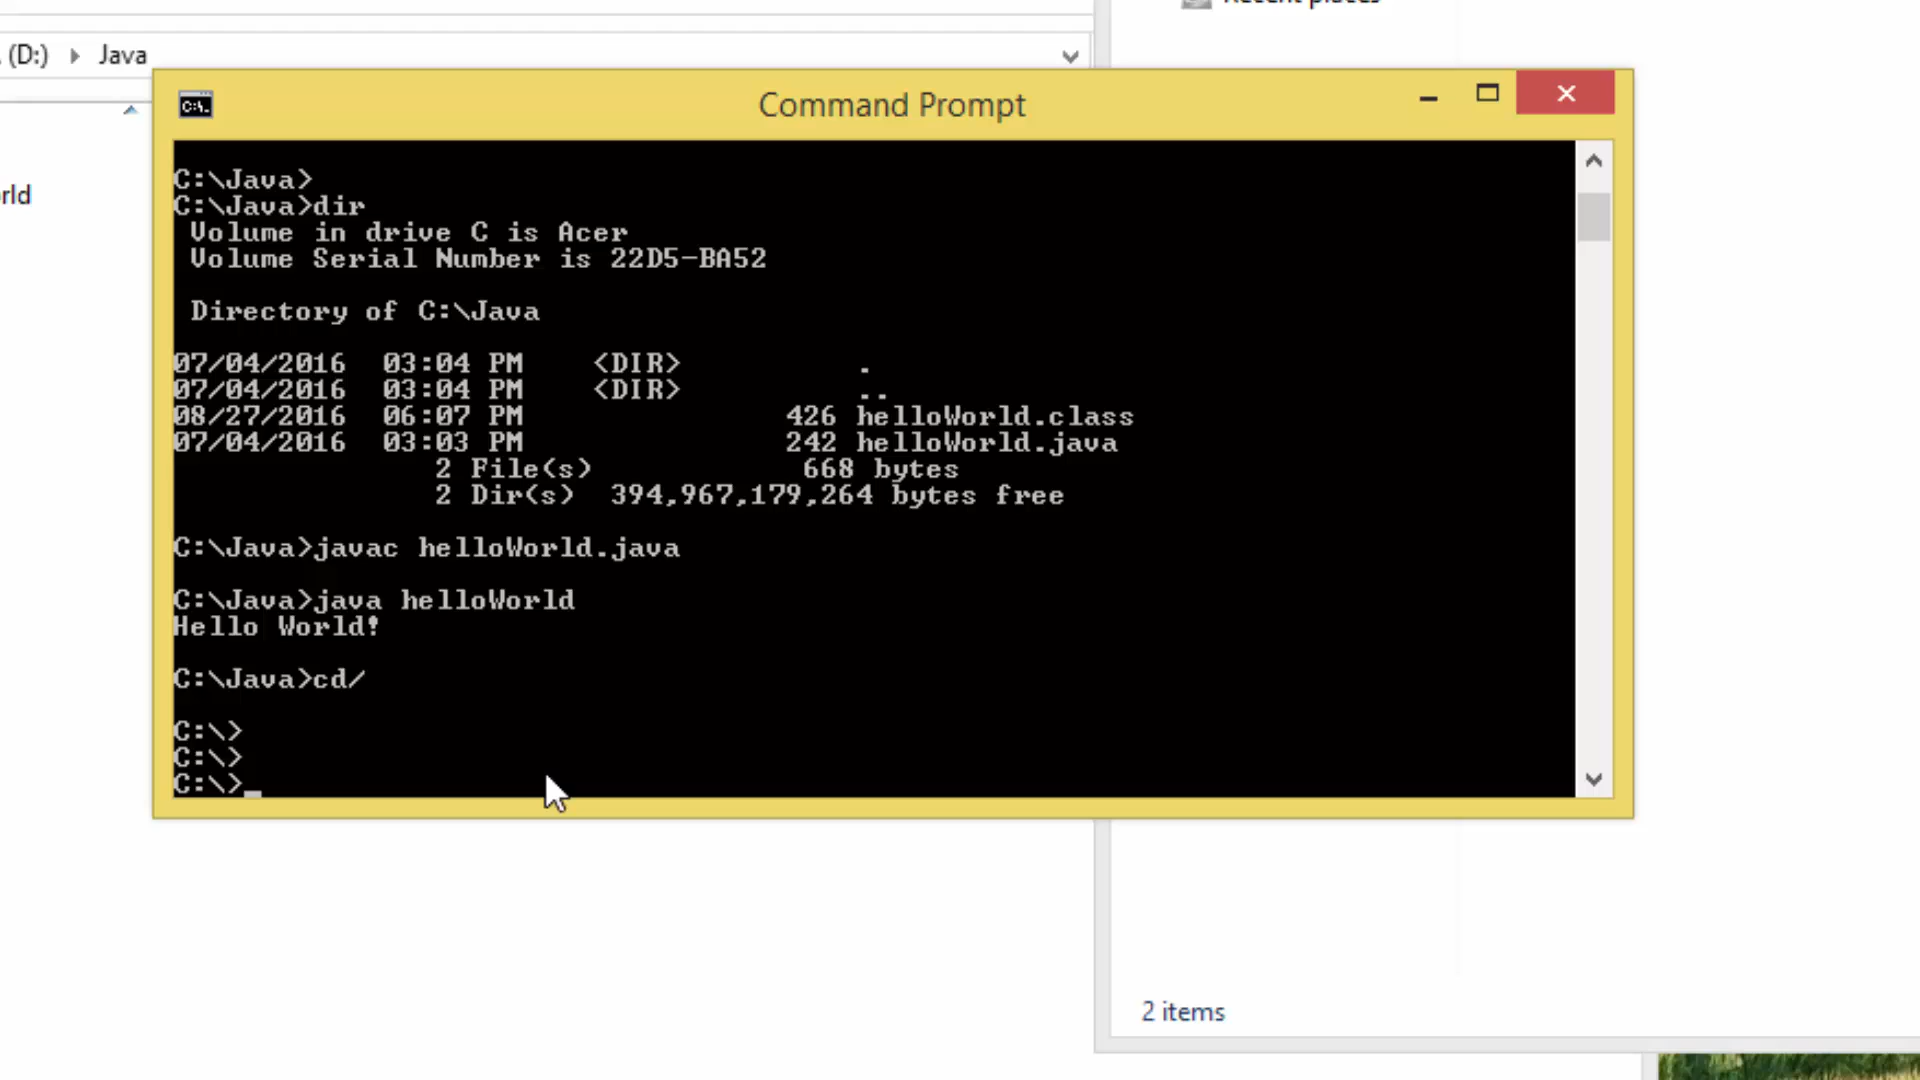 (D:) Java
Command Prompt
C:\Java>
C:\Java>dir
Volume in drive C is Acer
Volume Serial Number is 22D5-BA52
Directory of C:\Java
07/04/2016 03:04 PM <DIR> .
07/04/2016 03:04 PM <DIR> ..
08/27/2016 06:07 PM 426 helloWorld.class
07/04/2016 03:03 PM 242 helloWorld.java
2 File(s) 668 bytes
2 Dir(s) 394,967,179,264 bytes free
C:\Java>javac helloWorld.java
C:\Java>java helloWorld
Hello World!
C:\Java>cd/
C:\>
C:\>
C:\>_
rld
2 items